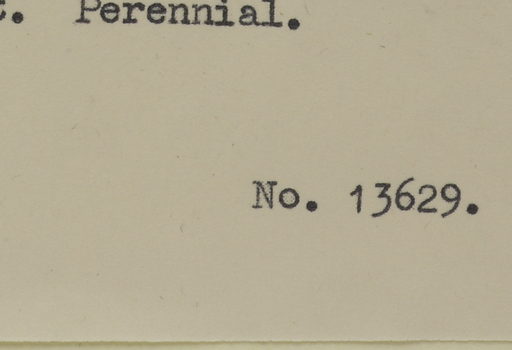 Perennial.
No. 13629.